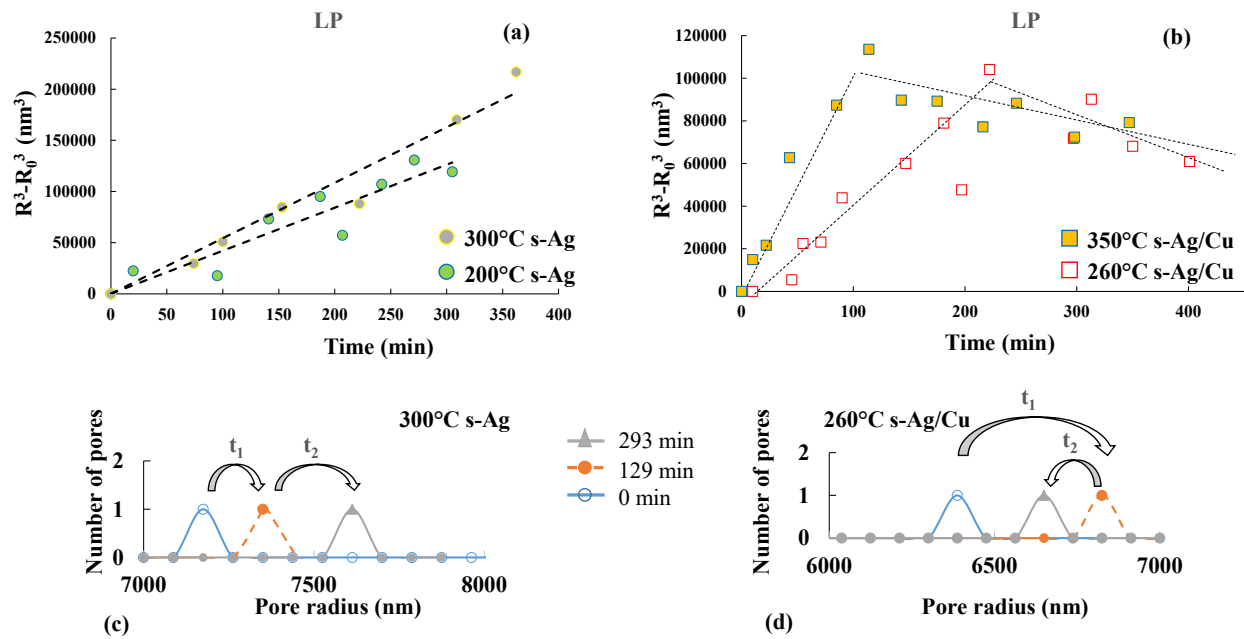 LP
(a)
250000
200000
150000
100000
50000
0
R³-R₀³ (nm³)
300°C s-Ag
200°C s-Ag
0 50 100 150 200 250 300 350 400
Time (min)
LP
(b)
120000
100000
80000
60000
40000
20000
0
R³-R₀³ (nm³)
350°C s-Ag/Cu
260°C s-Ag/Cu
0 100 200 300 400
Time (min)
300°C s-Ag
t₁
t₂
2
1
0
Number of pores
7000 7500 8000
Pore radius (nm)
(c)
293 min
129 min
0 min
260°C s-Ag/Cu
t₁
t₂
2
1
0
Number of pores
6000 6500 7000
Pore radius (nm)
(d)